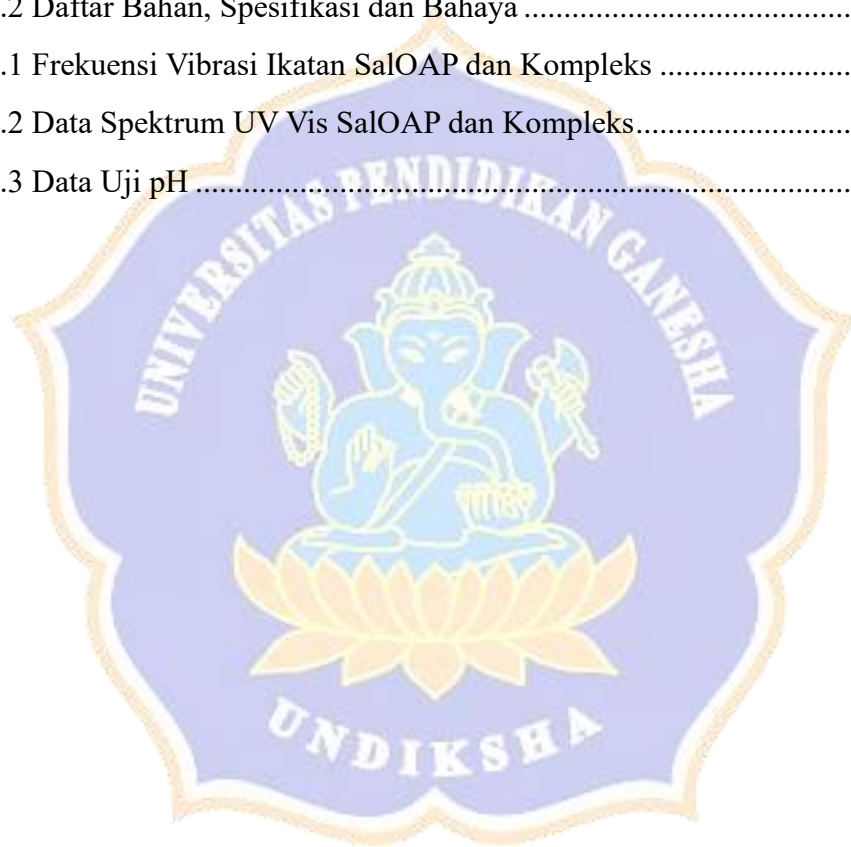 .2 Daftar Bahan, Spesifikasi dan Bahaya ..................................
.1 Frekuensi Vibrasi Ikatan SalOAP dan Kompleks ....................
.2 Data Spektrum UV Vis SalOAP dan Kompleks.......................
.3 Data Uji pH ....................................................................
UNIVERSITAS PENDIDIKAN GANESHA
UNDIKSHA